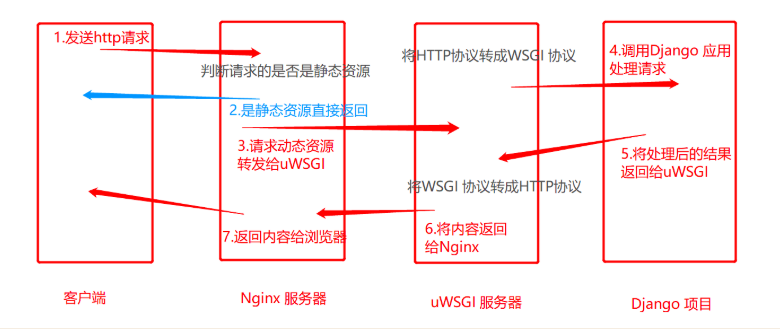 1.发送http请求
判断请求的是否是静态资源
2.是静态资源直接返回
3.请求动态资源
转发给uWSGI
将HTTP协议转成WSGI 协议
4.调用Django 应用
处理请求
5.将处理后的结果
返回给uWSGI
将WSGI 协议转成HTTP协议
6.将内容返回
给Nginx
7.返回内容给浏览器
客户端
Nginx 服务器
uWSGI 服务器
Django 项目